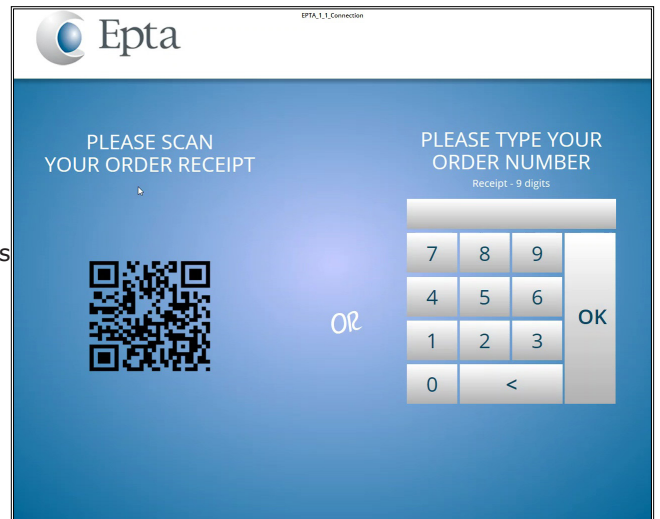 EPTA_1_1_Connection
Epta
PLEASE SCAN
YOUR ORDER RECEIPT
PLEASE TYPE YOUR
ORDER NUMBER
Receipt - 9 digits
s
7 8 9
4 5 6
OK
OR
1 2 3
0 <